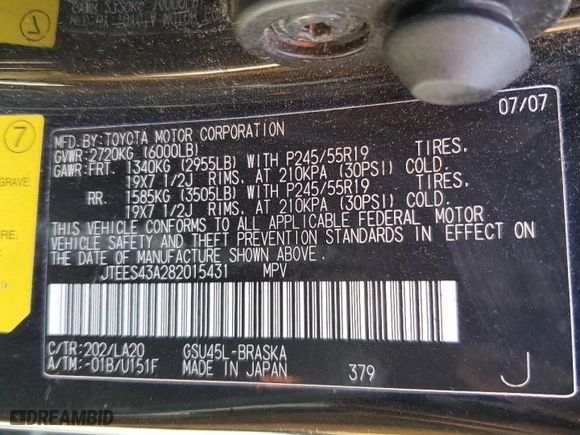 07/07
MFD.BY:TOYOTA MOTOR CORPORATION
GVWR:2720KG (6000LB)
GAWR:FRT. 1340KG (2955LB) WITH P245/55R19 TIRES,
19X7 1/2J RIMS, AT 210KPA (30PSI) COLD.
RR. 1585KG (3505LB) WITH P245/55R19 TIRES,
19X7 1/2J RIMS, AT 210KPA (30PSI) COLD.
THIS VEHICLE CONFORMS TO ALL APPLICABLE FEDERAL MOTOR
VEHICLE SAFETY AND THEFT PREVENTION STANDARDS IN EFFECT ON
THE DATE OF MANUFACTURE SHOWN ABOVE.
JTEES43A282015431 MPV
C/TR:202/LA20 GSU45L-BRASKA
A/TM:-01B/U151F MADE IN JAPAN 379 J
7
GRAVE.
DREAMBID